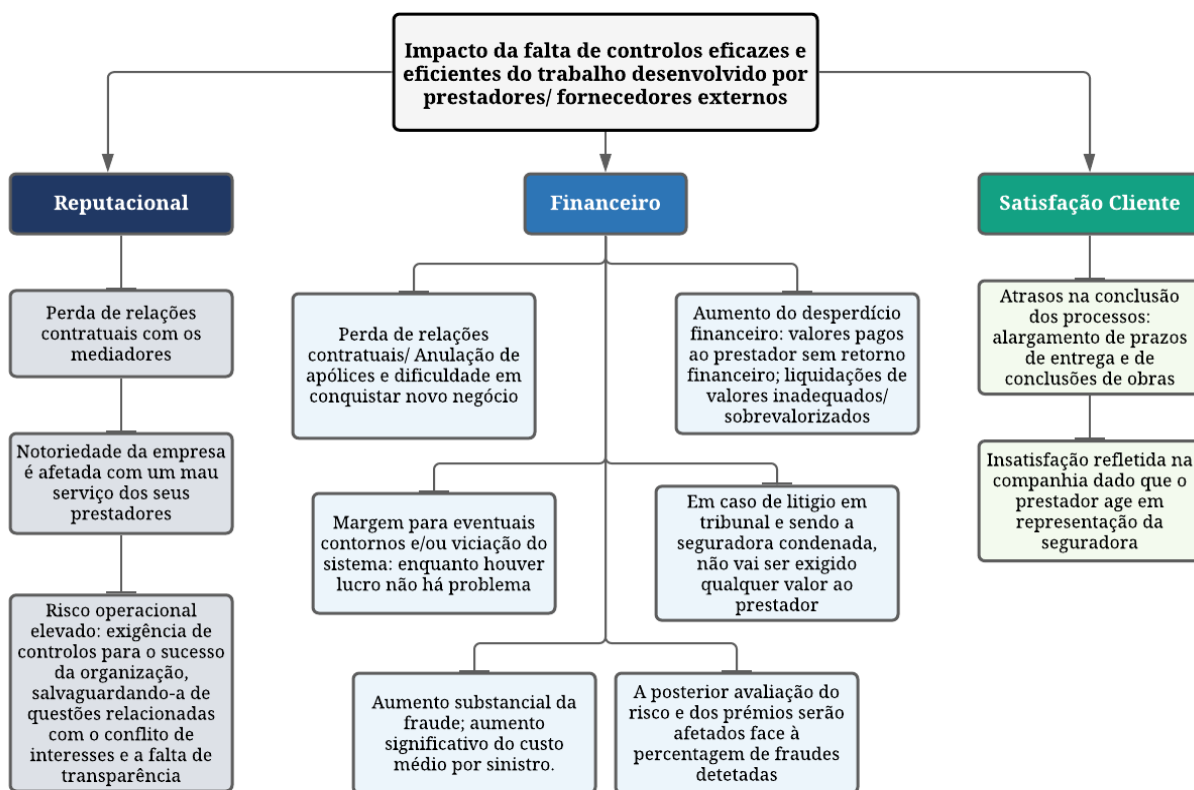 Impacto da falta de controlos eficazes e
eficientes do trabalho desenvolvido por
prestadores/ fornecedores externos
Reputacional
Perda de relações
contratuais com os
mediadores
Notoriedade da empresa
é afetada com um mau
serviço dos seus
prestadores
Risco operacional
elevado: exigência de
controlos para o sucesso
da organização,
salvaguardando-a de
questões relacionadas
com o conflito de
interesses e a falta de
transparência
Financeiro
Perda de relações
contratuais/ Anulação de
apólices e dificuldade em
conquistar novo negócio
Aumento do desperdício
financeiro: valores pagos
ao prestador sem retorno
financeiro; liquidações de
valores inadequados/
sobrevalorizados
Margem para eventuais
contornos e/ou viciação do
sistema: enquanto houver
lucro não há problema
Em caso de litigio em
tribunal e sendo a
seguradora condenada,
não vai ser exigido
qualquer valor ao
prestador
Aumento substancial da
fraude; aumento
significativo do custo
médio por sinistro.
A posterior avaliação do
risco e dos prémios serão
afetados face à
percentagem de fraudes
detetadas
Satisfação Cliente
Atrasos na conclusão
dos processos:
alargamento de prazos
de entrega e de
conclusões de obras
Insatisfação refletida na
companhia dado que o
prestador age em
representação da
seguradora